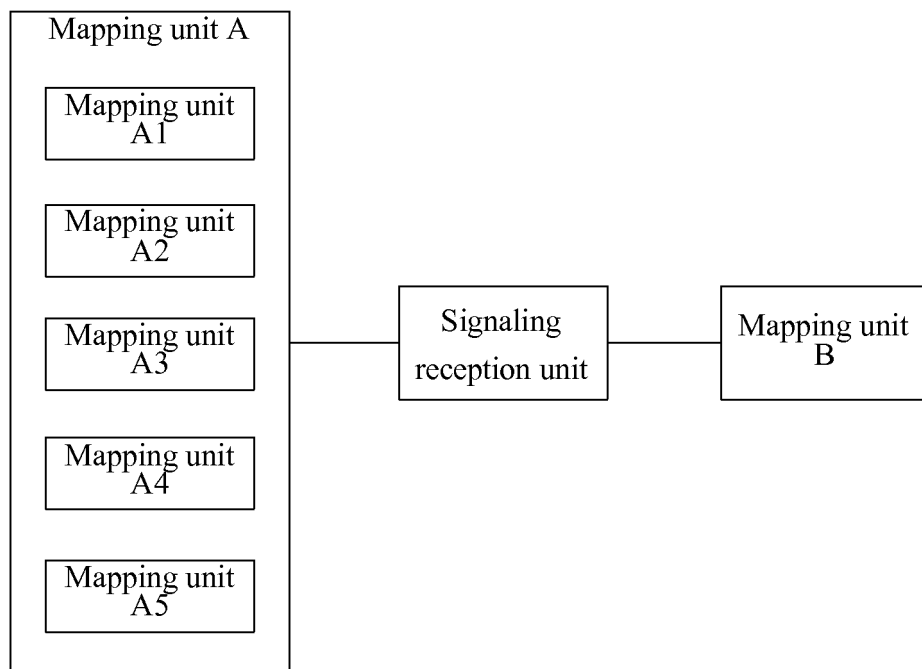 Mapping unit A
Mapping unit
A1
Mapping unit
A2
Mapping unit
A3
Mapping unit
A4
Mapping unit
A5
Signaling
reception unit
Mapping unit
B